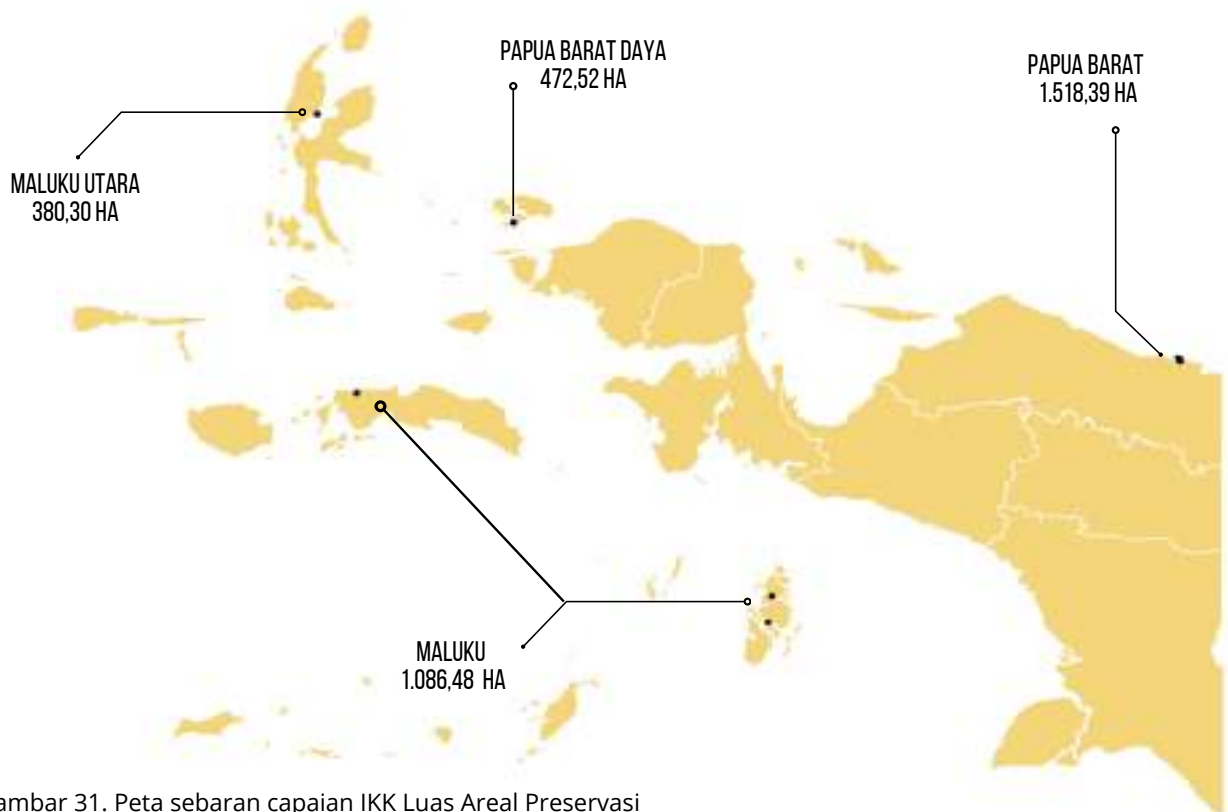 PAPUA BARAT DAYA
472,52 HA
PAPUA BARAT
1.518,39 HA
MALUKU UTARA
380,30 HA
MALUKU
1.086,48 HA
ambar 31. Peta sebaran capaian IKK Luas Areal Preservasi